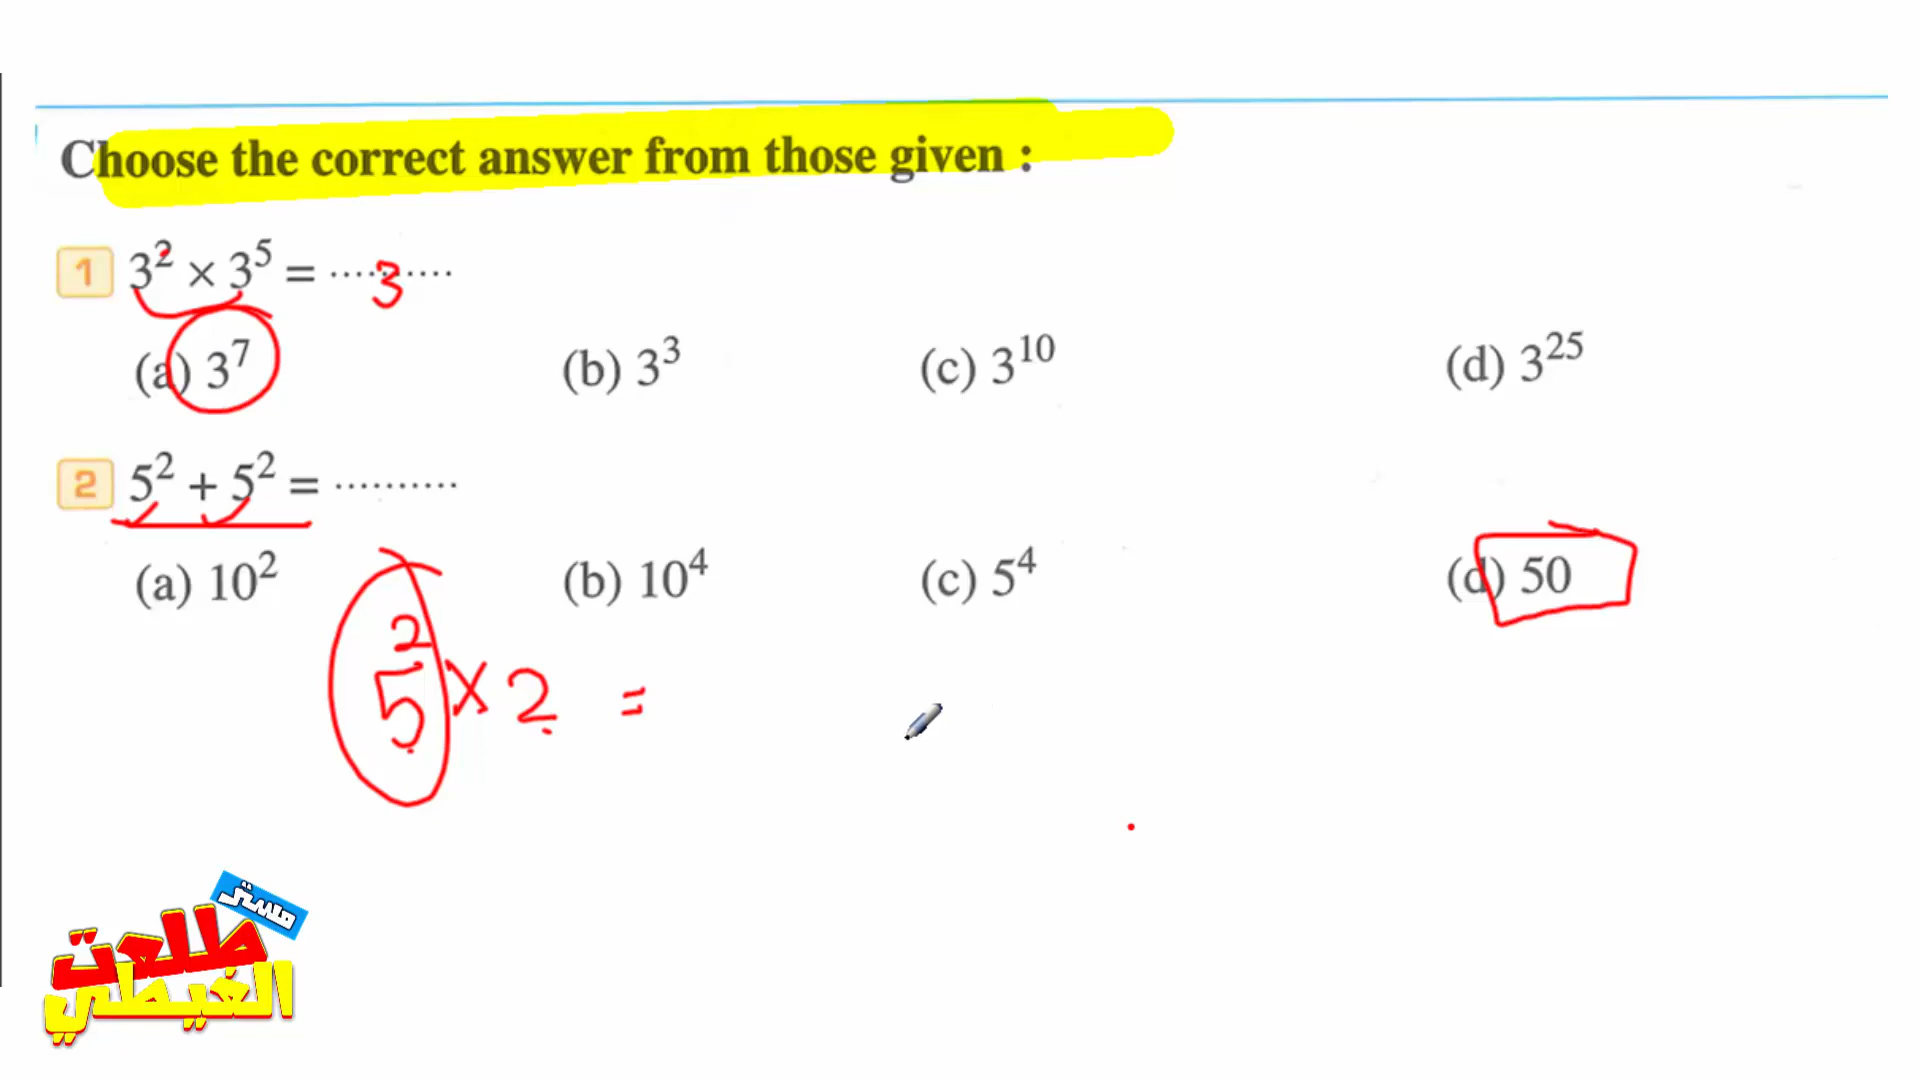 Choose the correct answer from those given :
1 3² × 3⁵ = .......... 3
(a) 3⁷ (b) 3³ (c) 3¹⁰ (d) 3²⁵
2 5² + 5² = ..........
(a) 10² (b) 10⁴ (c) 5⁴ (d) 50
5² × 2 =
مستر
طلعت
الغيطي